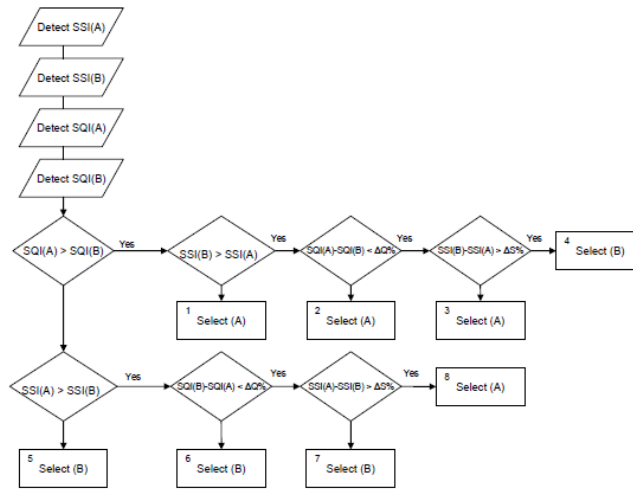 Detect SSI(A)
Detect SSI(B)
Detect SQI(A)
Detect SQI(B)
SQI(A) > SQI(B)
Yes
SSI(B) > SSI(A)
Yes
SQI(A)-SQI(B) < ΔQ%
Yes
SSI(B)-SSI(A) > ΔS%
Yes
4
Select (B)
1
Select (A)
2
Select (A)
3
Select (A)
SSI(A) > SSI(B)
Yes
SQI(B)-SQI(A) < ΔQ%
Yes
SSI(A)-SSI(B) > ΔS%
Yes
8
Select (A)
5
Select (B)
6
Select (B)
7
Select (B)